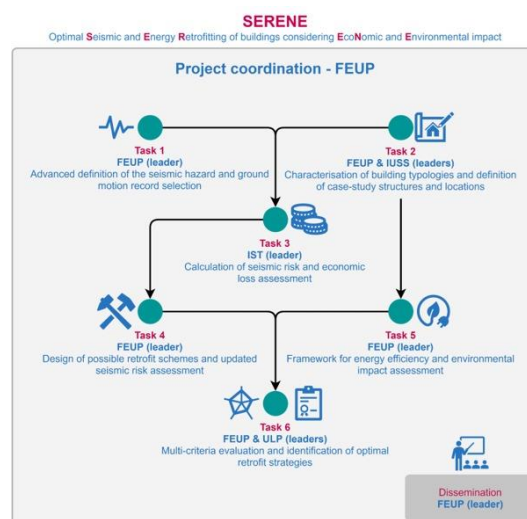 SERENE
Optimal Seismic and Energy Retrofitting of buildings considering EcoNomic and Environmental impact
Project coordination - FEUP
Task 1
FEUP (leader)
Advanced definition of the seismic hazard and ground
motion record selection
Task 2
FEUP & IUSS (leaders)
Characterisation of building typologies and definition
of case-study structures and locations
Task 3
IST (leader)
Calculation of seismic risk and economic
loss assessment
Task 4
FEUP (leader)
Design of possible retrofit schemes and updated
seismic risk assessment
Task 5
FEUP (leader)
Framework for energy efficiency and environmental
impact assessment
Task 6
FEUP & ULP (leaders)
Multi-criteria evaluation and identification of optimal
retrofit strategies
Dissemination
FEUP (leader)